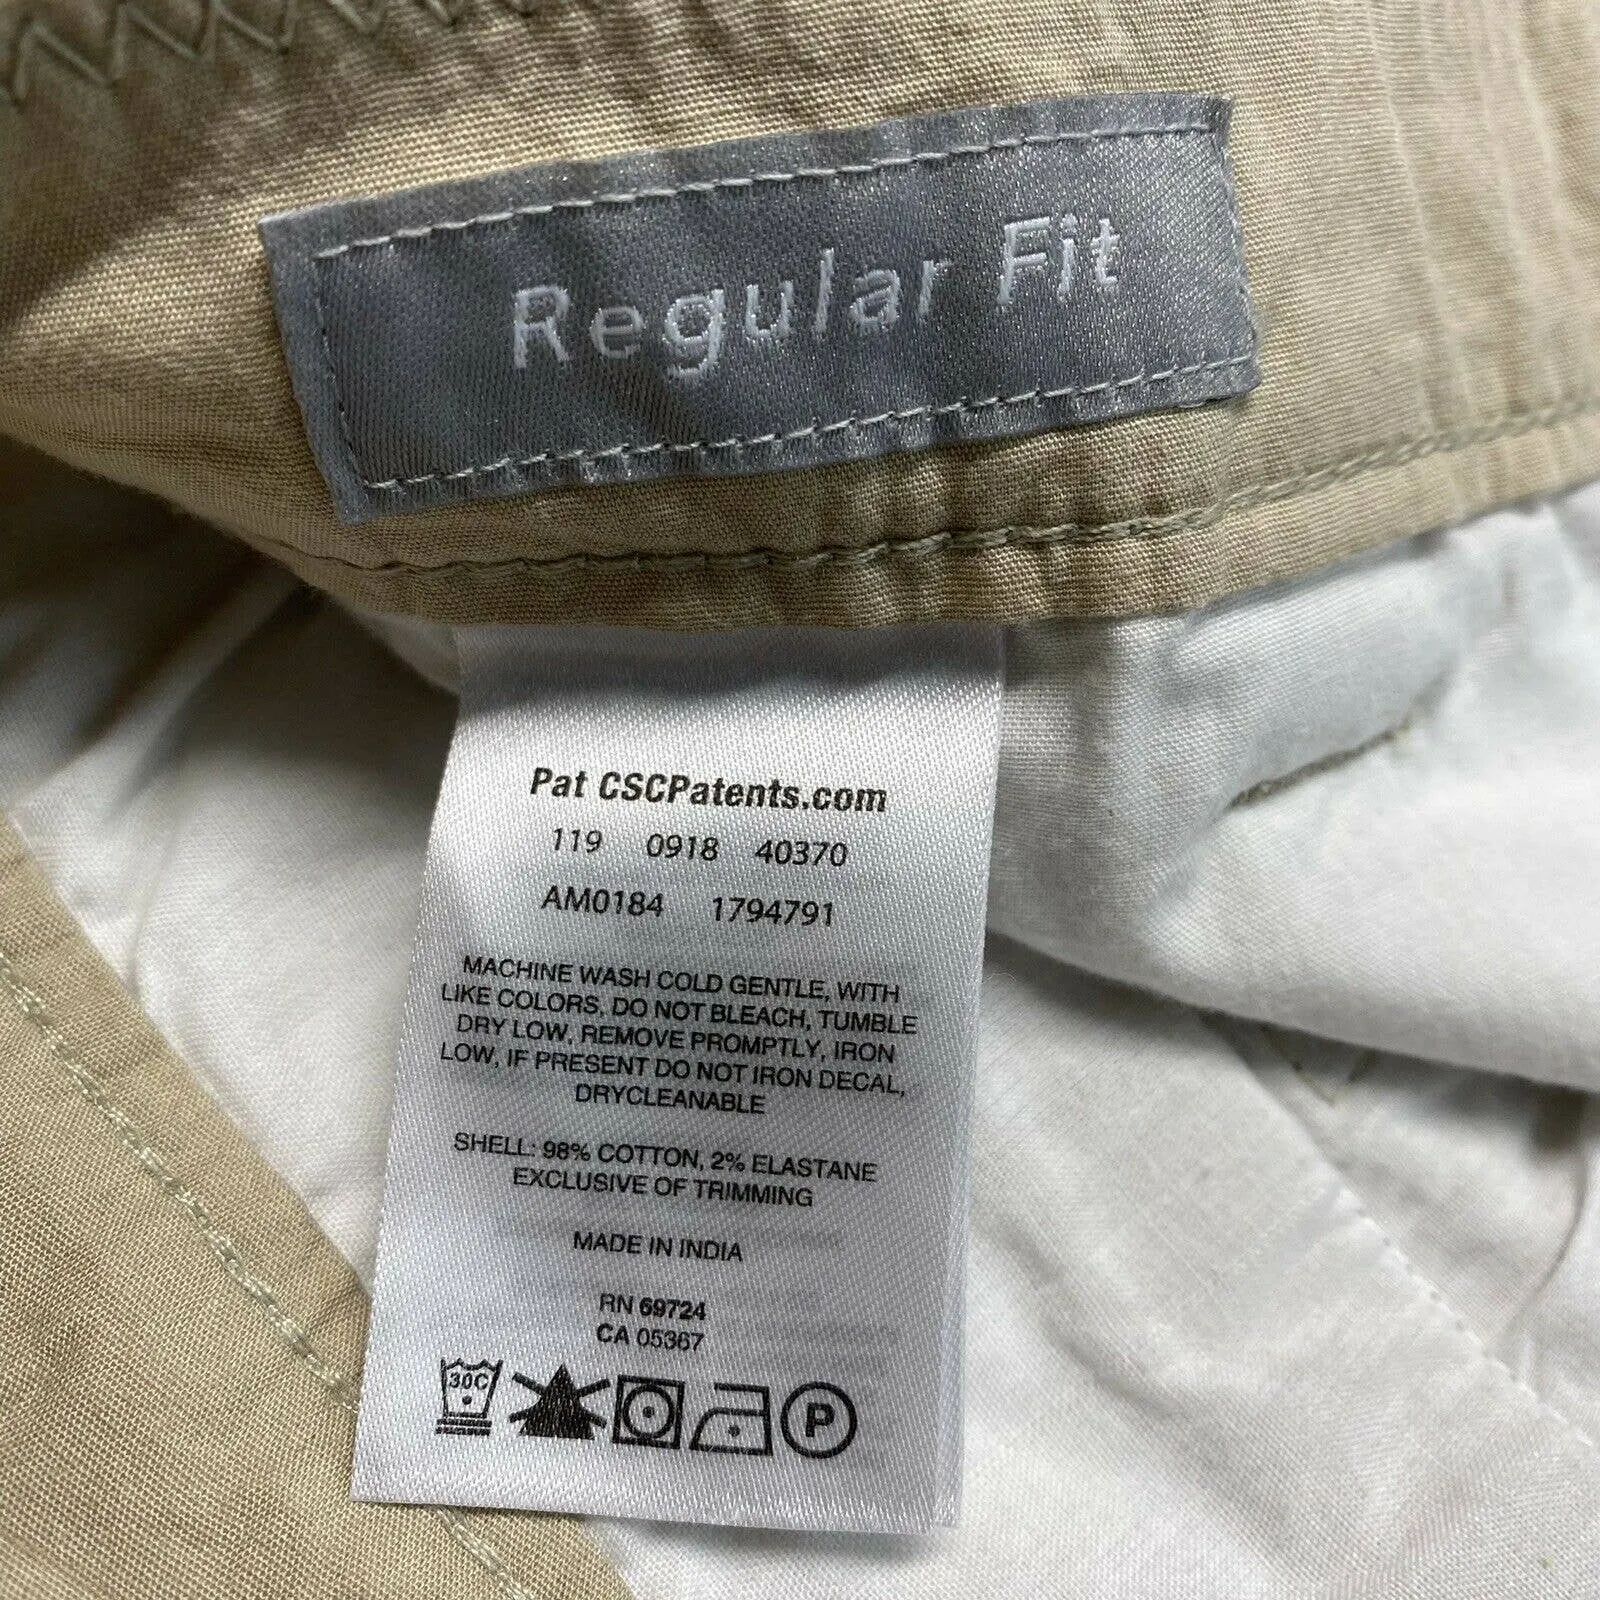 Regular Fit
Pat CSCPatents.com
119 0918 40370
AM0184 1794791
MACHINE WASH COLD GENTLE, WITH
LIKE COLORS, DO NOT BLEACH, TUMBLE
DRY LOW, REMOVE PROMPTLY, IRON
LOW, IF PRESENT DO NOT IRON DECAL,
DRYCLEANABLE
SHELL: 98% COTTON, 2% ELASTANE
EXCLUSIVE OF TRIMMING
MADE IN INDIA
RN 69724
CA 05367
30C P